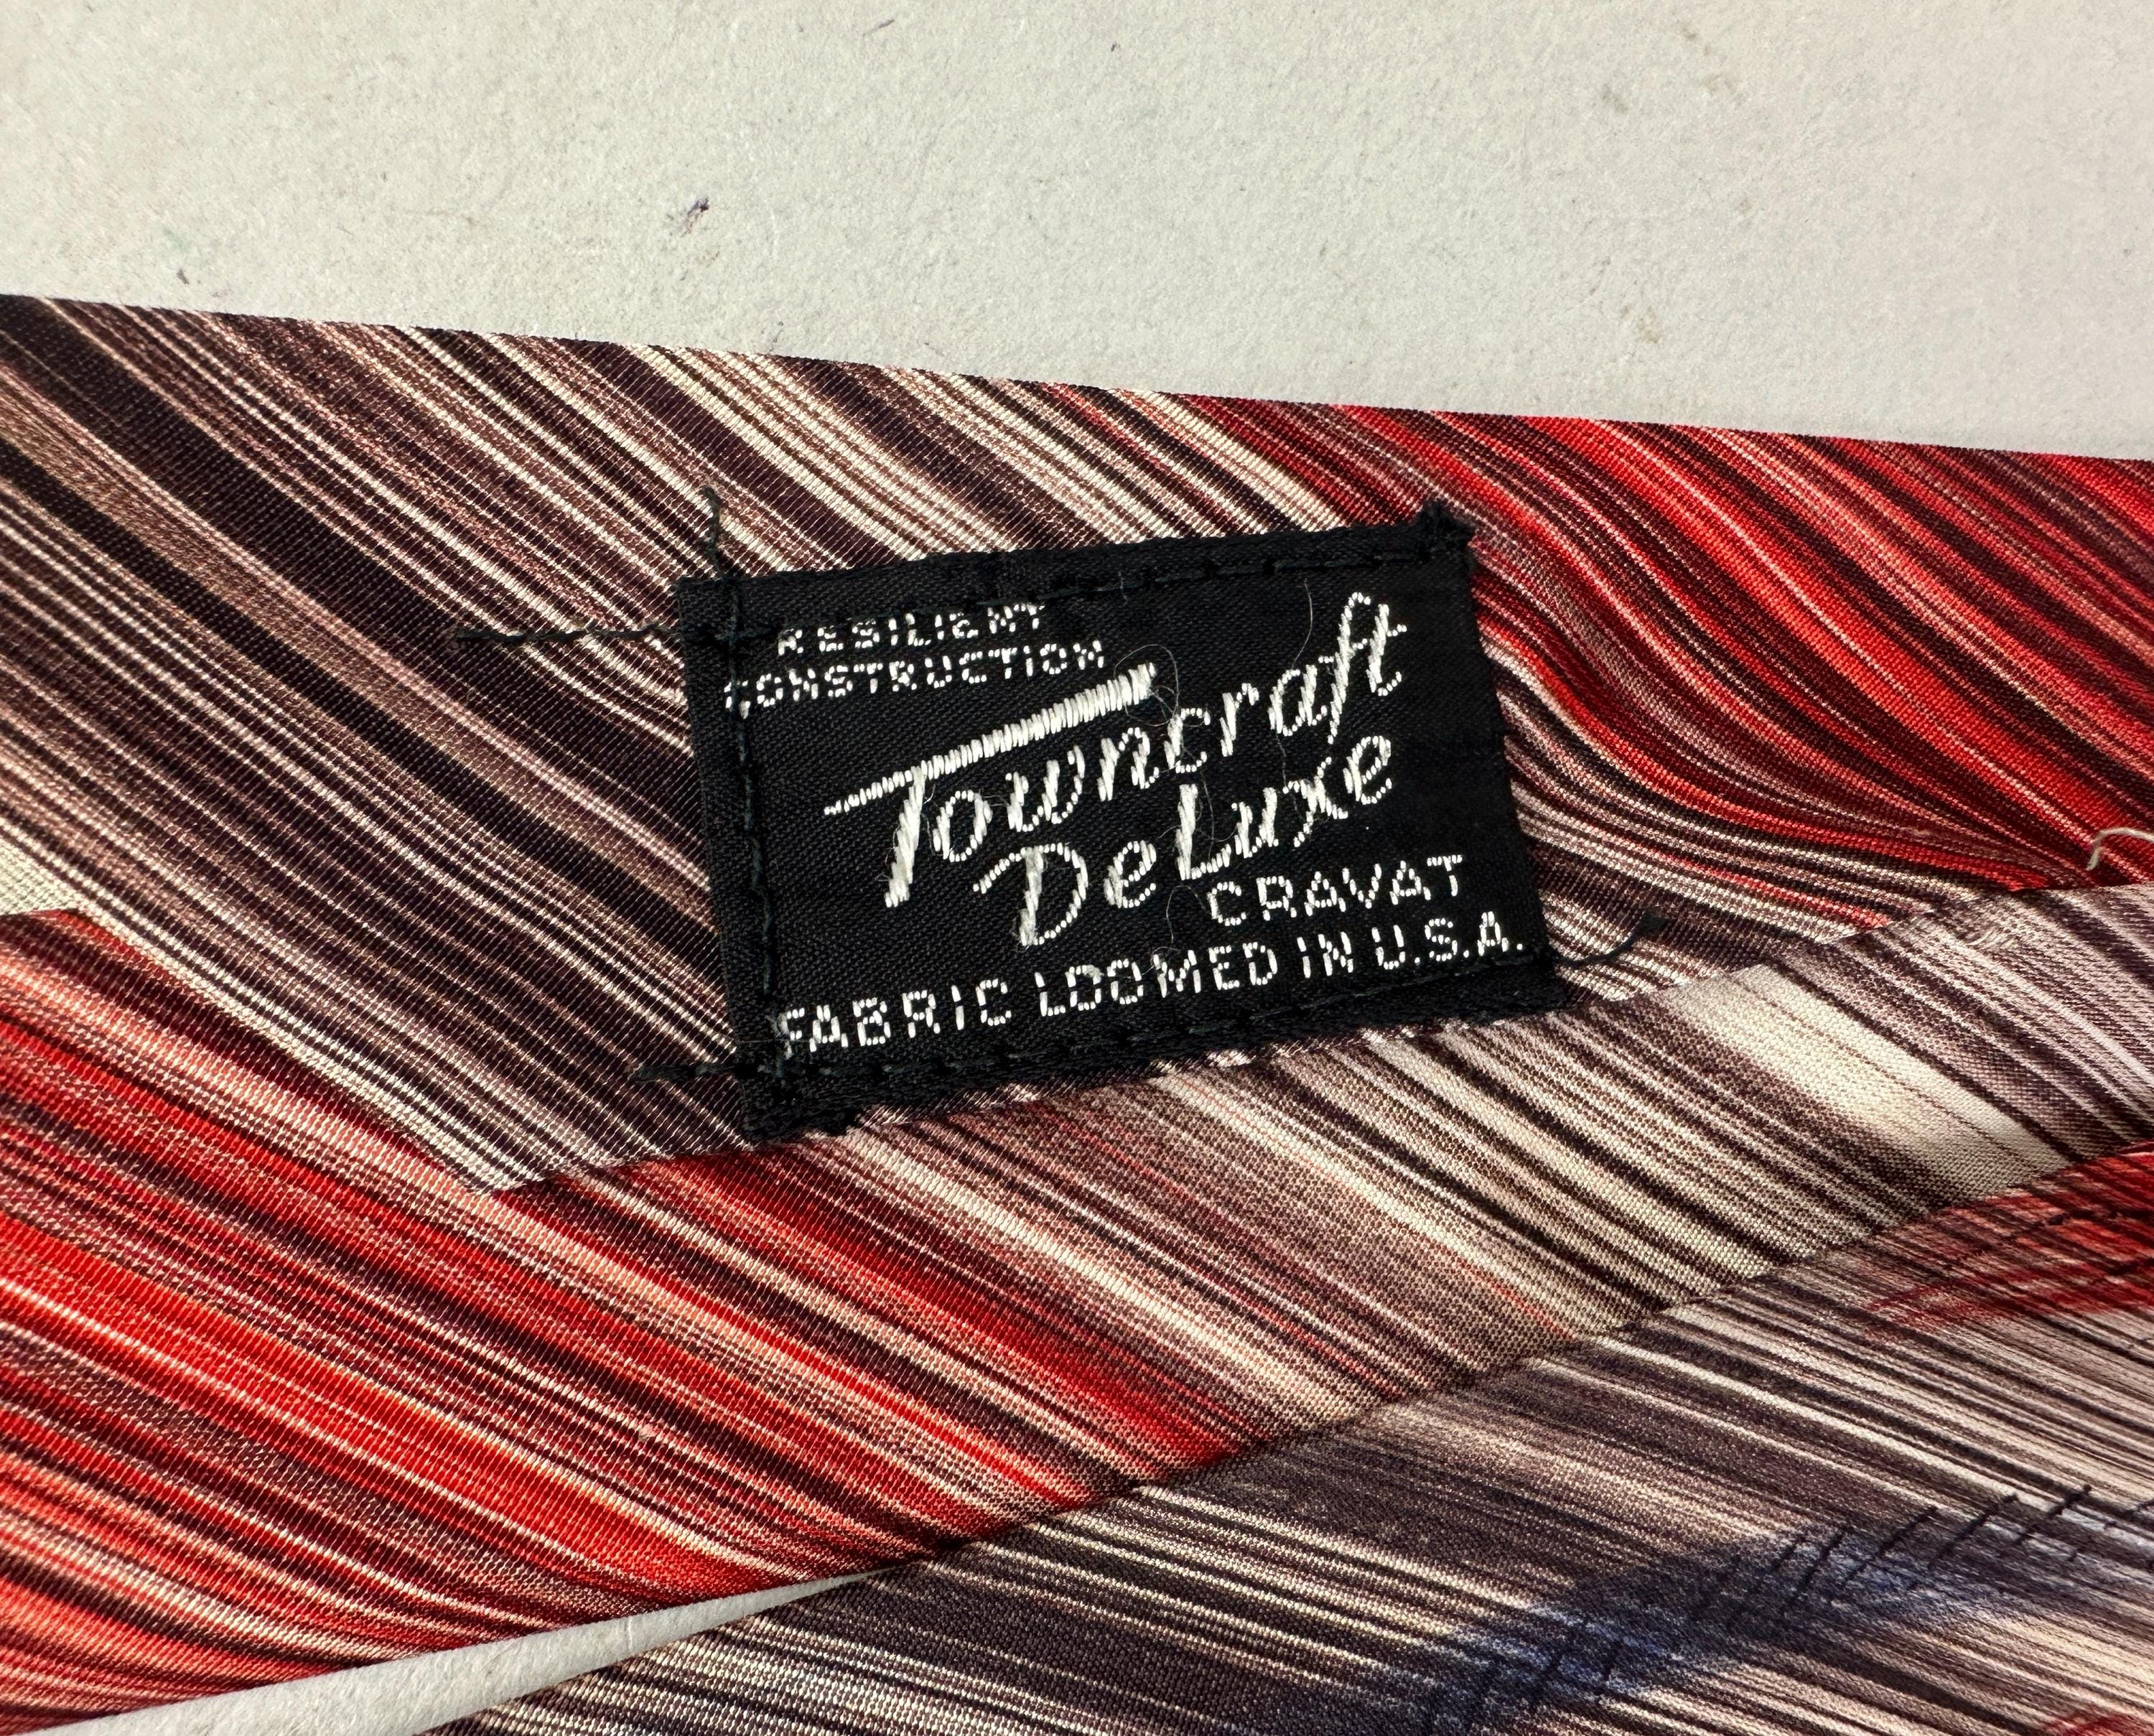 RESILIENT
CONSTRUCTION
Towncraft
DeLuxe
CRAVAT
FABRIC LOOMED IN U.S.A.